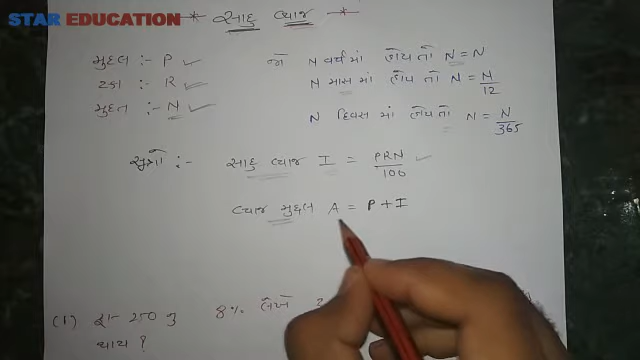 STAR EDUCATION
* સાદુ વ્યાજ *
મુદ્દલ :- P
દર :- R
મુદ્દત :- N
જો N વર્ષમાં હોય તો N = N
N માસ માં હોય તો N = N/12
N દિવસ માં હોય તો N = N/365
સુત્રો :- સાદુ વ્યાજ I = PRN/100
વ્યાજ મુદ્દલ A = P + I
(1) રૂા- 250 નુ 8% લેખે
થાય ?